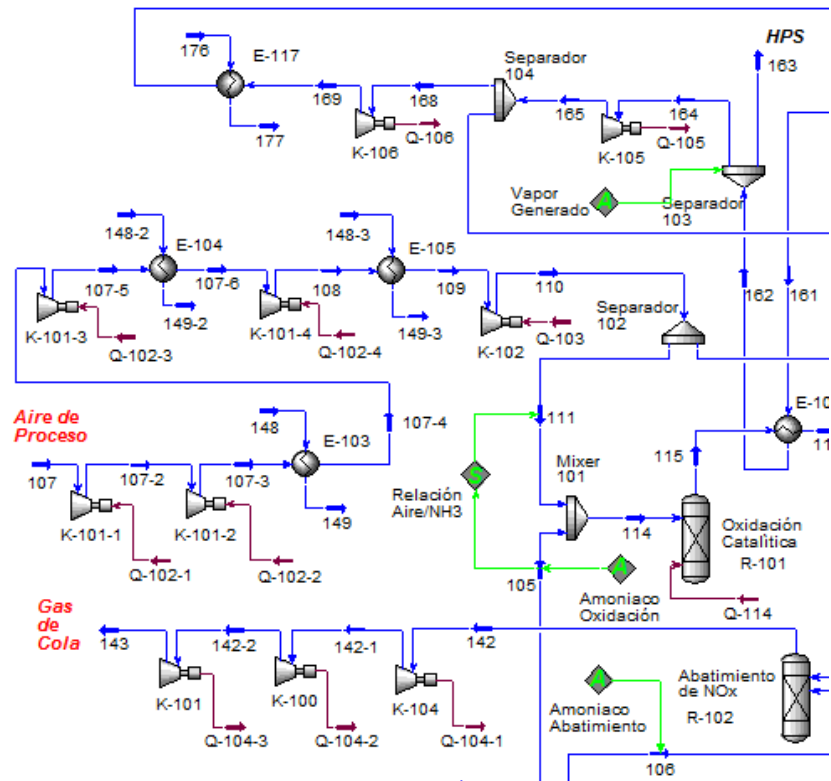 HPS
176
E-117
Separador
104
163
169
168
165
164
177
K-106
Q-106
K-105
Q-105
Vapor
Generado
A
Separador
103
148-2
E-104
148-3
E-105
107-5
107-6
108
109
110
162
161
149-2
149-3
Separador
102
K-101-3
K-101-4
K-102
Q-102-3
Q-102-4
Q-103
Aire de
Proceso
148
E-103
107-4
111
E-10
115
11
107
107-2
107-3
Mixer
101
S
Relación
Aire/NH3
149
114
Oxidación
Catalìtica
R-101
K-101-1
K-101-2
105
A
Amoniaco
Oxidación
Q-102-1
Q-102-2
Q-114
Gas
de
Cola
143
142-2
142-1
142
A
Amoniaco
Abatimiento
Abatimiento
de NOx
R-102
K-101
K-100
K-104
Q-104-3
Q-104-2
Q-104-1
106